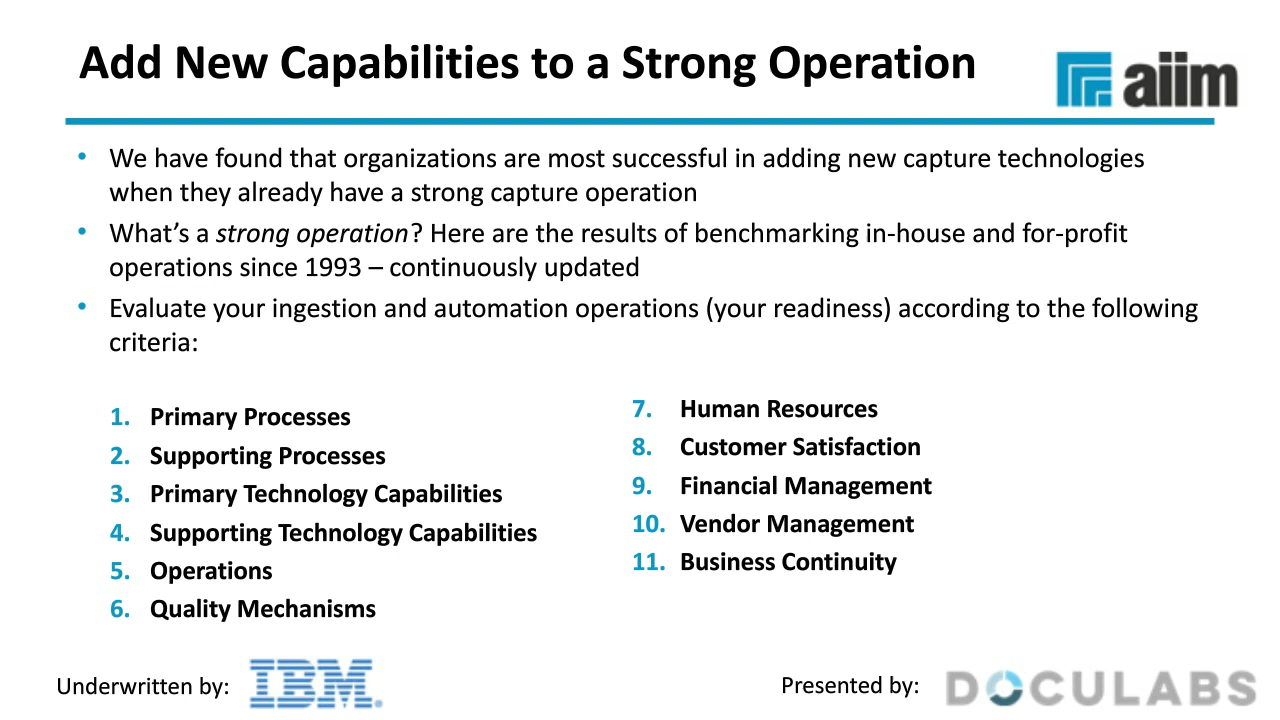 Add New Capabilities to a Strong Operation
aiim
• We have found that organizations are most successful in adding new capture technologies
when they already have a strong capture operation
• What’s a strong operation? Here are the results of benchmarking in-house and for-profit
operations since 1993 – continuously updated
• Evaluate your ingestion and automation operations (your readiness) according to the following
criteria:
1. Primary Processes
2. Supporting Processes
3. Primary Technology Capabilities
4. Supporting Technology Capabilities
5. Operations
6. Quality Mechanisms
7. Human Resources
8. Customer Satisfaction
9. Financial Management
10. Vendor Management
11. Business Continuity
Underwritten by:
IBM®
Presented by:
DOCULABS